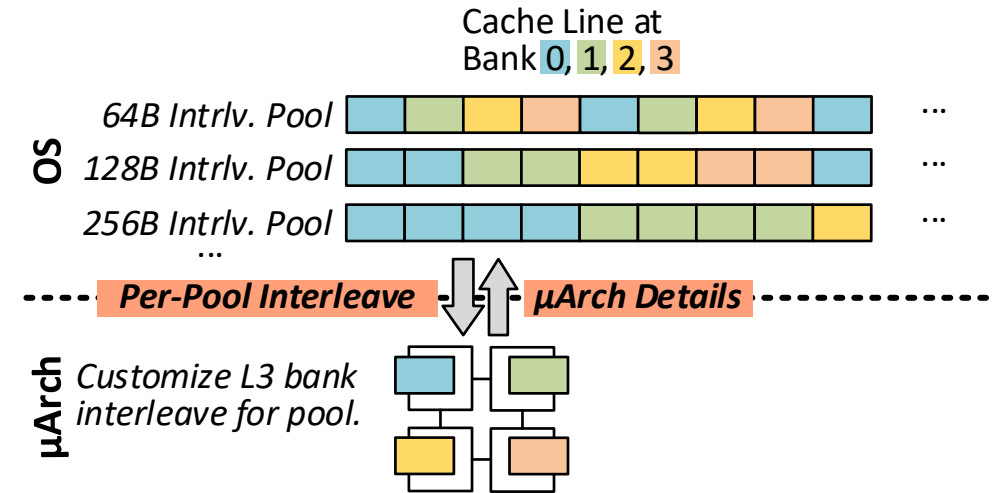 Cache Line at
Bank 0, 1, 2, 3
OS
64B Intrlv. Pool ...
128B Intrlv. Pool ...
256B Intrlv. Pool ...
...
Per-Pool Interleave
μArch Details
μArch
Customize L3 bank
interleave for pool.